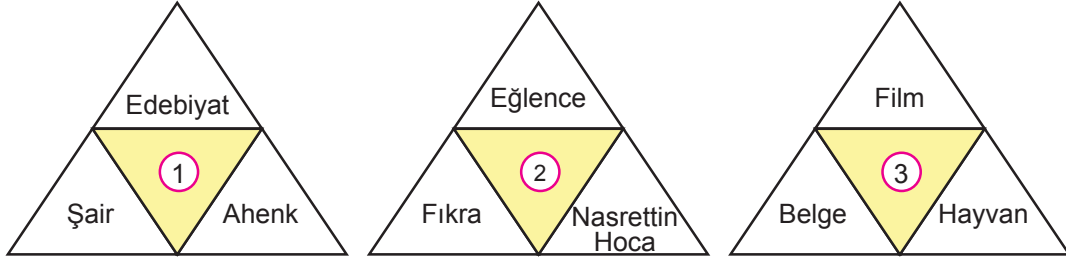 Edebiyat
1
Şair
Ahenk
Eğlence
2
Fıkra
Nasrettin
Hoca
Film
3
Belge
Hayvan